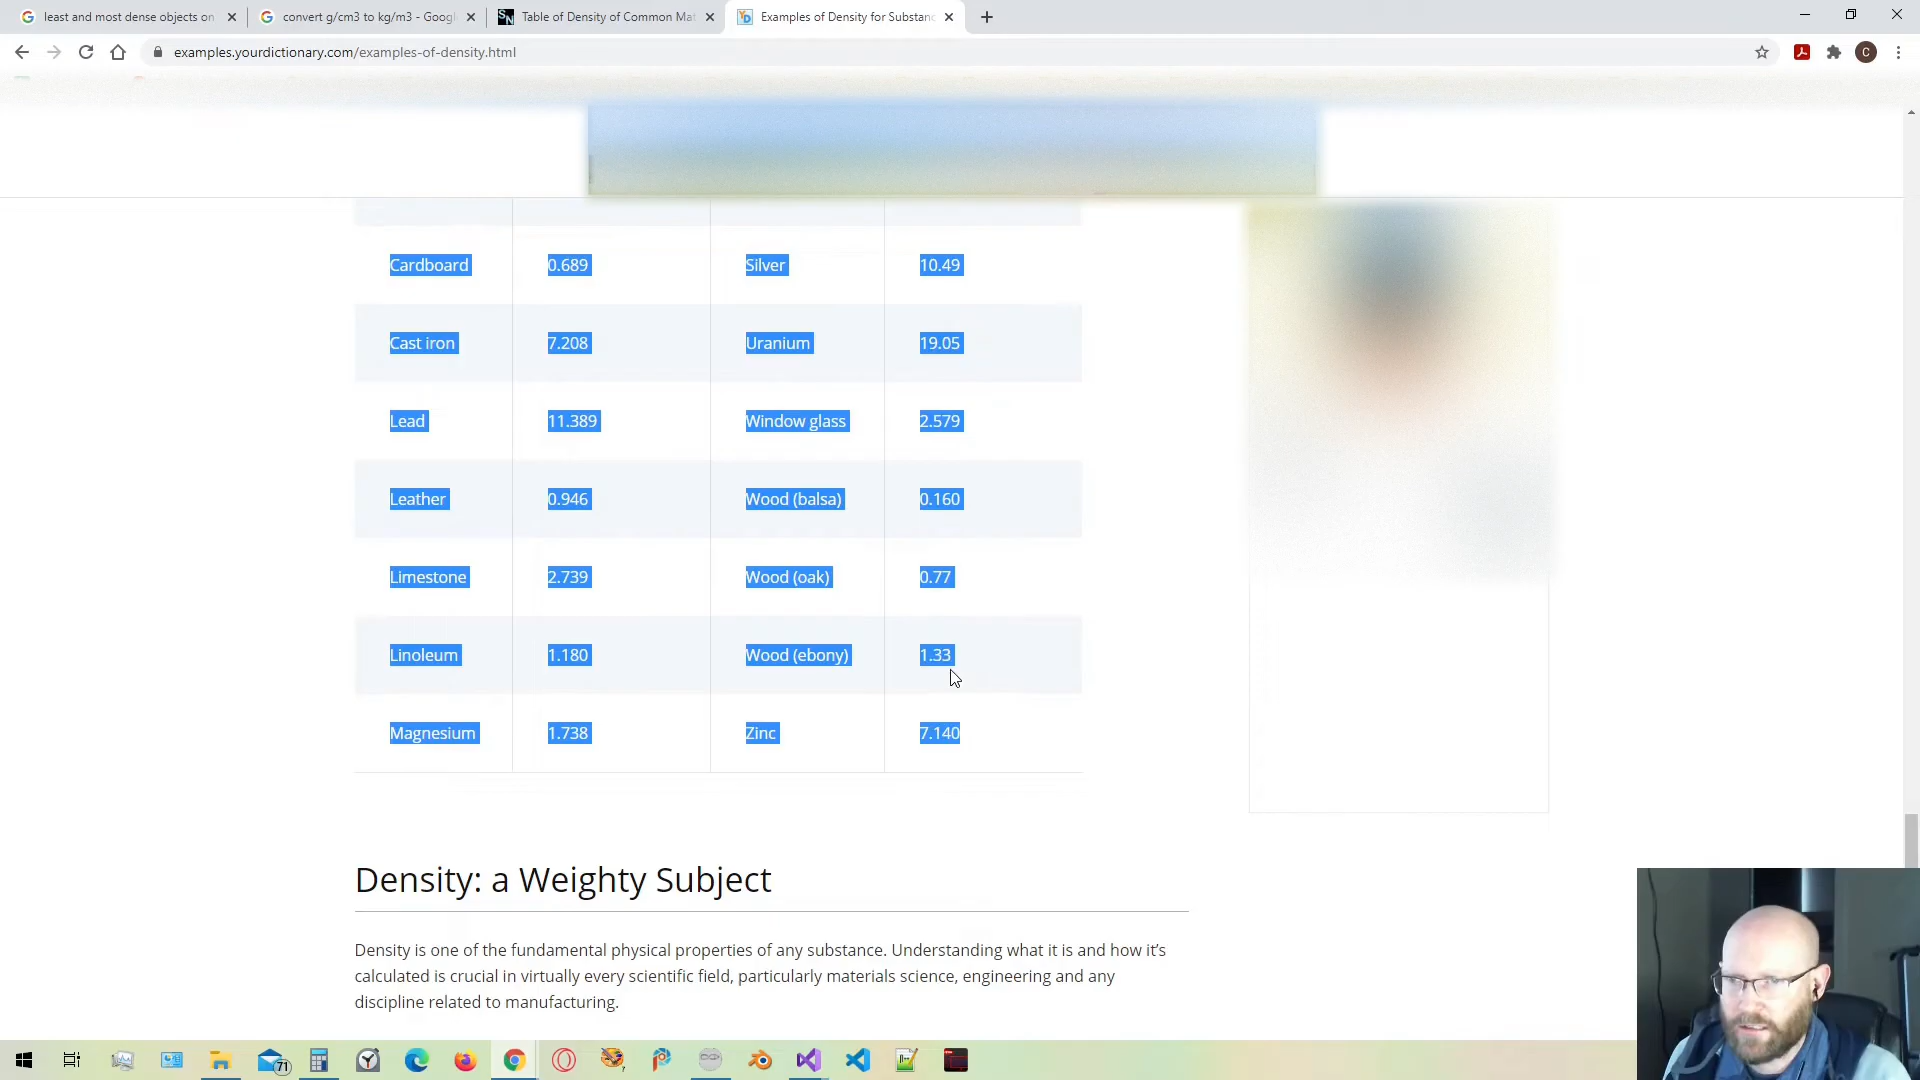 least and most dense objects on
convert g/cm3 to kg/m3 - Googl
Table of Density of Common Mat
Examples of Density for Substanc
examples.yourdictionary.com/examples-of-density.html
C
Cardboard 0.689 Silver 10.49
Cast iron 7.208 Uranium 19.05
Lead 11.389 Window glass 2.579
Leather 0.946 Wood (balsa) 0.160
Limestone 2.739 Wood (oak) 0.77
Linoleum 1.180 Wood (ebony) 1.33
Magnesium 1.738 Zinc 7.140
Density: a Weighty Subject
Density is one of the fundamental physical properties of any substance. Understanding what it is and how it’s
calculated is crucial in virtually every scientific field, particularly materials science, engineering and any
discipline related to manufacturing.
71